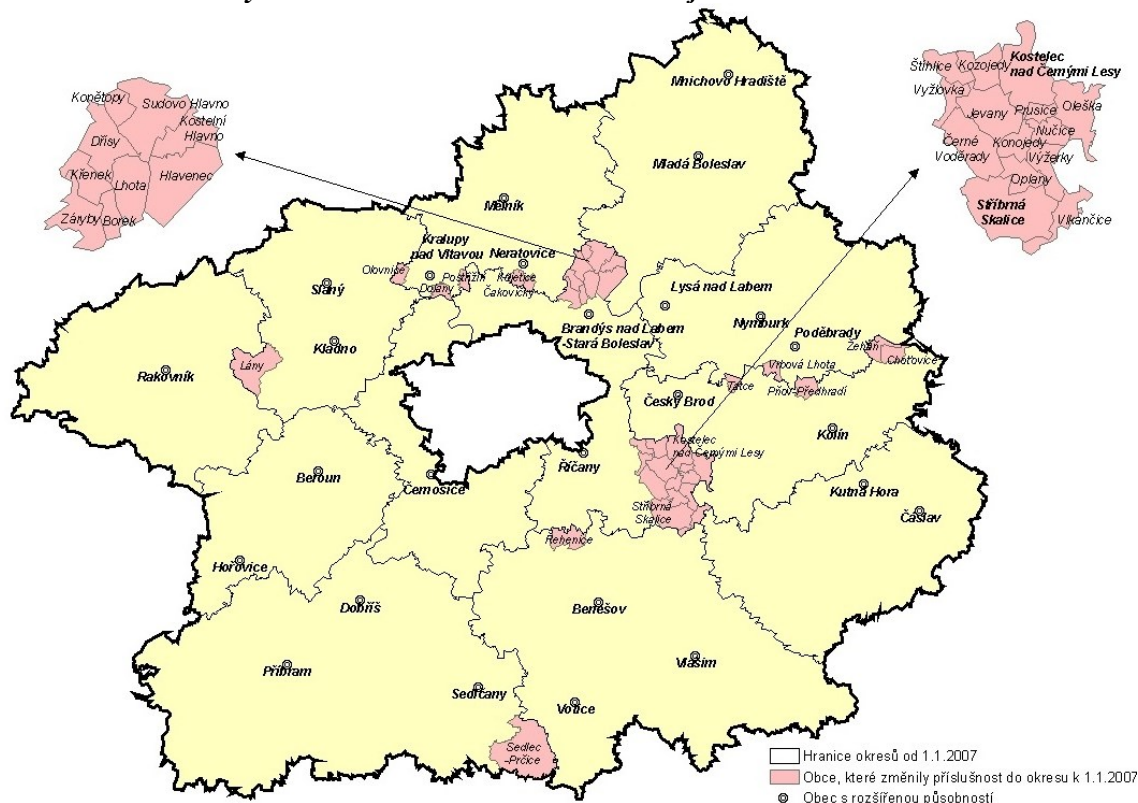 Mnichovo Hradiště
Kostelec
nad Černými Lesy
Štíhlice
Kozojedy
Vyžlovka
Jevany
Prusice
Oleška
Nučice
Černé
Voděrady
Konojedy
Výžerky
Oplany
Stříbrná
Skalice
Vlkančice
Konětopy
Sudovo Hlavno
Kostelní
Hlavno
Dřísy
Křenek
Lhota
Hlavenec
Záryby
Borek
Mladá Boleslav
Mělník
Kralupy
nad Vltavou
Neratovice
Olovnice
Postřižín
Kojetice
Dolany
Čakovičky
Slaný
Lysá nad Labem
Nymburk
Brandýs nad Labem
-Stará Boleslav
Poděbrady
Žehuň
Choťovice
Kladno
Lány
Rakovník
Vrbová Lhota
Tatce
Pňov-Předhradí
Český Brod
Kolín
Kostelec
nad Černými Lesy
Říčany
Beroun
Černošice
Kutná Hora
Čáslav
Stříbrná
Skalice
Řehenice
Hořovice
Dobříš
Benešov
Příbram
Vlašim
Sedlčany
Votice
Sedlec
-Prčice
Hranice okresů od 1.1.2007
Obce, které změnily příslušnost do okresu k 1.1.2007
Obec s rozšířenou působností